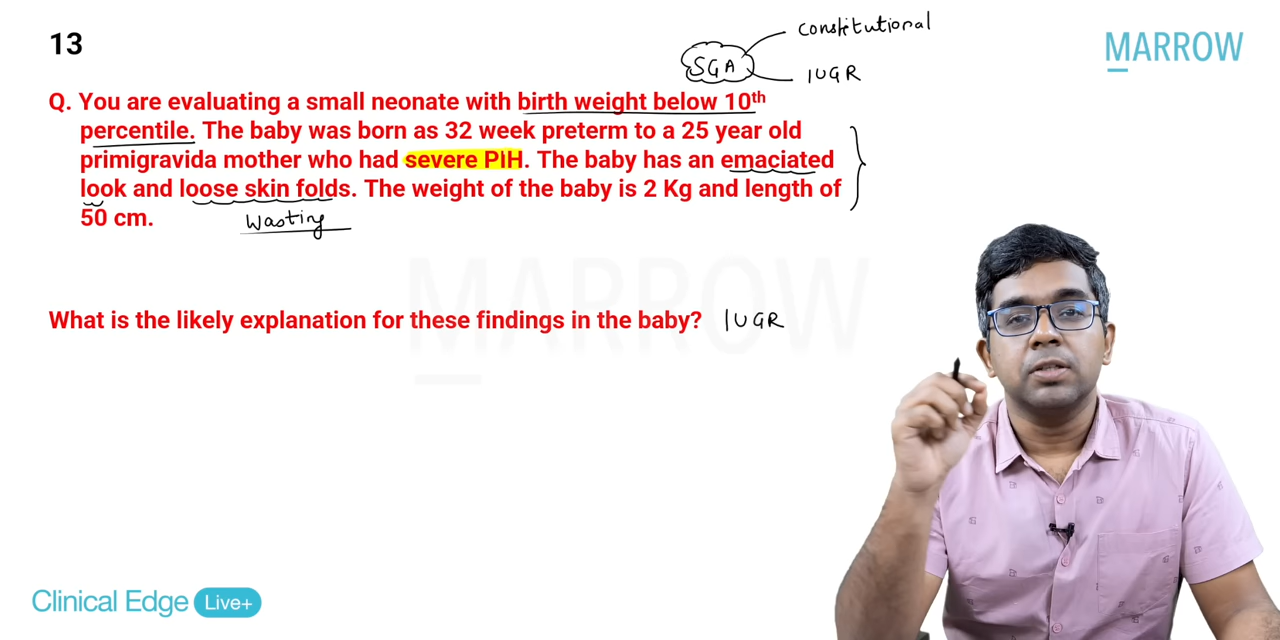 13
constitutional
SGA
IUGR
MARROW
Q. You are evaluating a small neonate with birth weight below 10th
percentile. The baby was born as 32 week preterm to a 25 year old
primigravida mother who had severe PIH. The baby has an emaciated
look and loose skin folds. The weight of the baby is 2 Kg and length of
50 cm.
Wasting
MARROW
What is the likely explanation for these findings in the baby? IUGR
Clinical Edge Live+